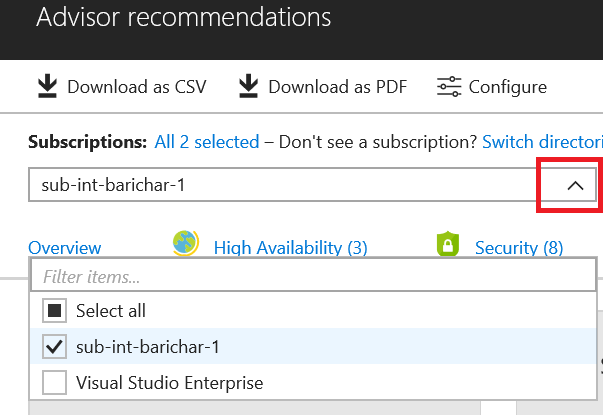 Advisor recommendations
Download as CSV Download as PDF Configure
Subscriptions: All 2 selected – Don't see a subscription? Switch directori
sub-int-barichar-1
Overview High Availability (3) Security (8)
Filter items...
Select all
sub-int-barichar-1
Visual Studio Enterprise